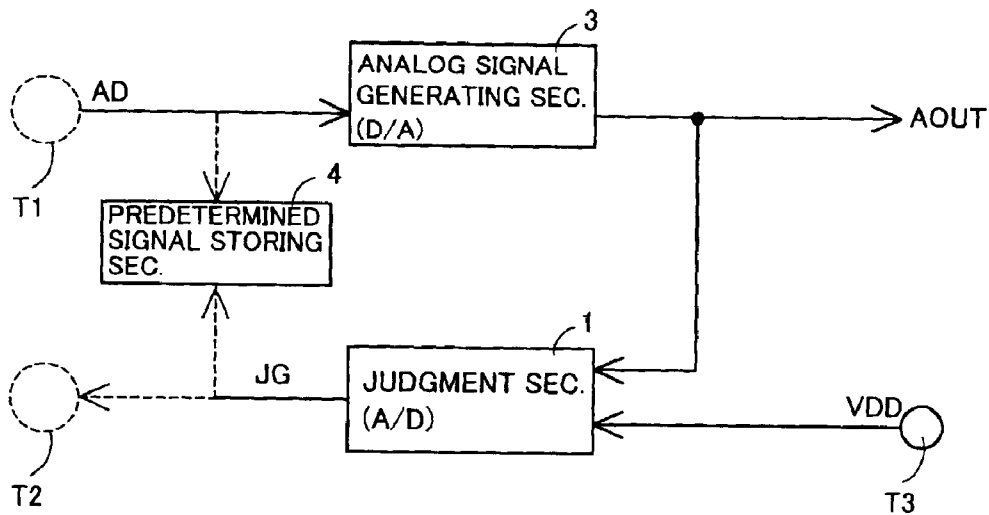 3
ANALOG SIGNAL
GENERATING SEC.
(D/A)
AD
AOUT
T1
4
PREDETERMINED
SIGNAL STORING
SEC.
1
JUDGMENT SEC.
(A/D)
JG
VDD
T2
T3